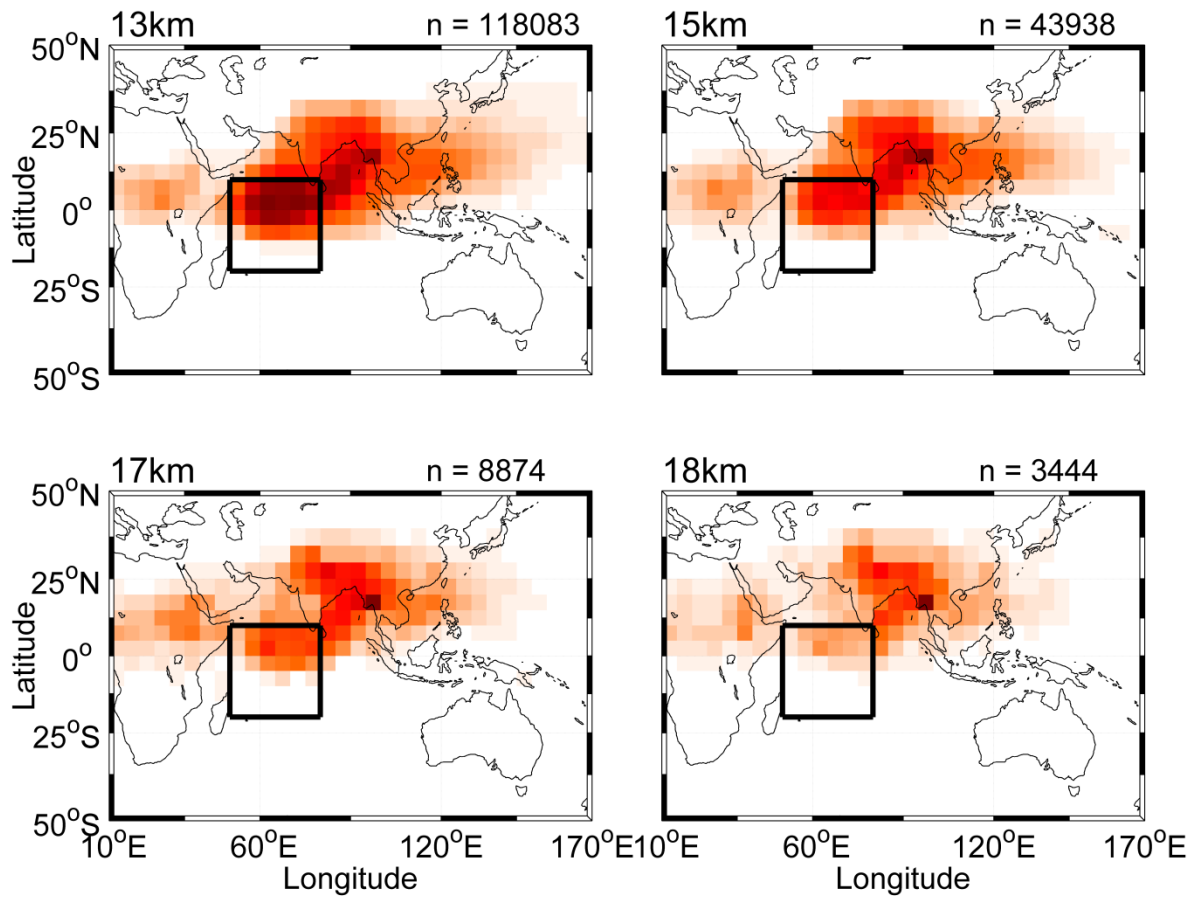 13km n = 118083
15km n = 43938
50°N
25°N
0°
25°S
50°S
Latitude
17km n = 8874
18km n = 3444
50°N
25°N
0°
25°S
50°S
Latitude
10°E 60°E 120°E 170°E
10°E 60°E 120°E 170°E
Longitude
Longitude